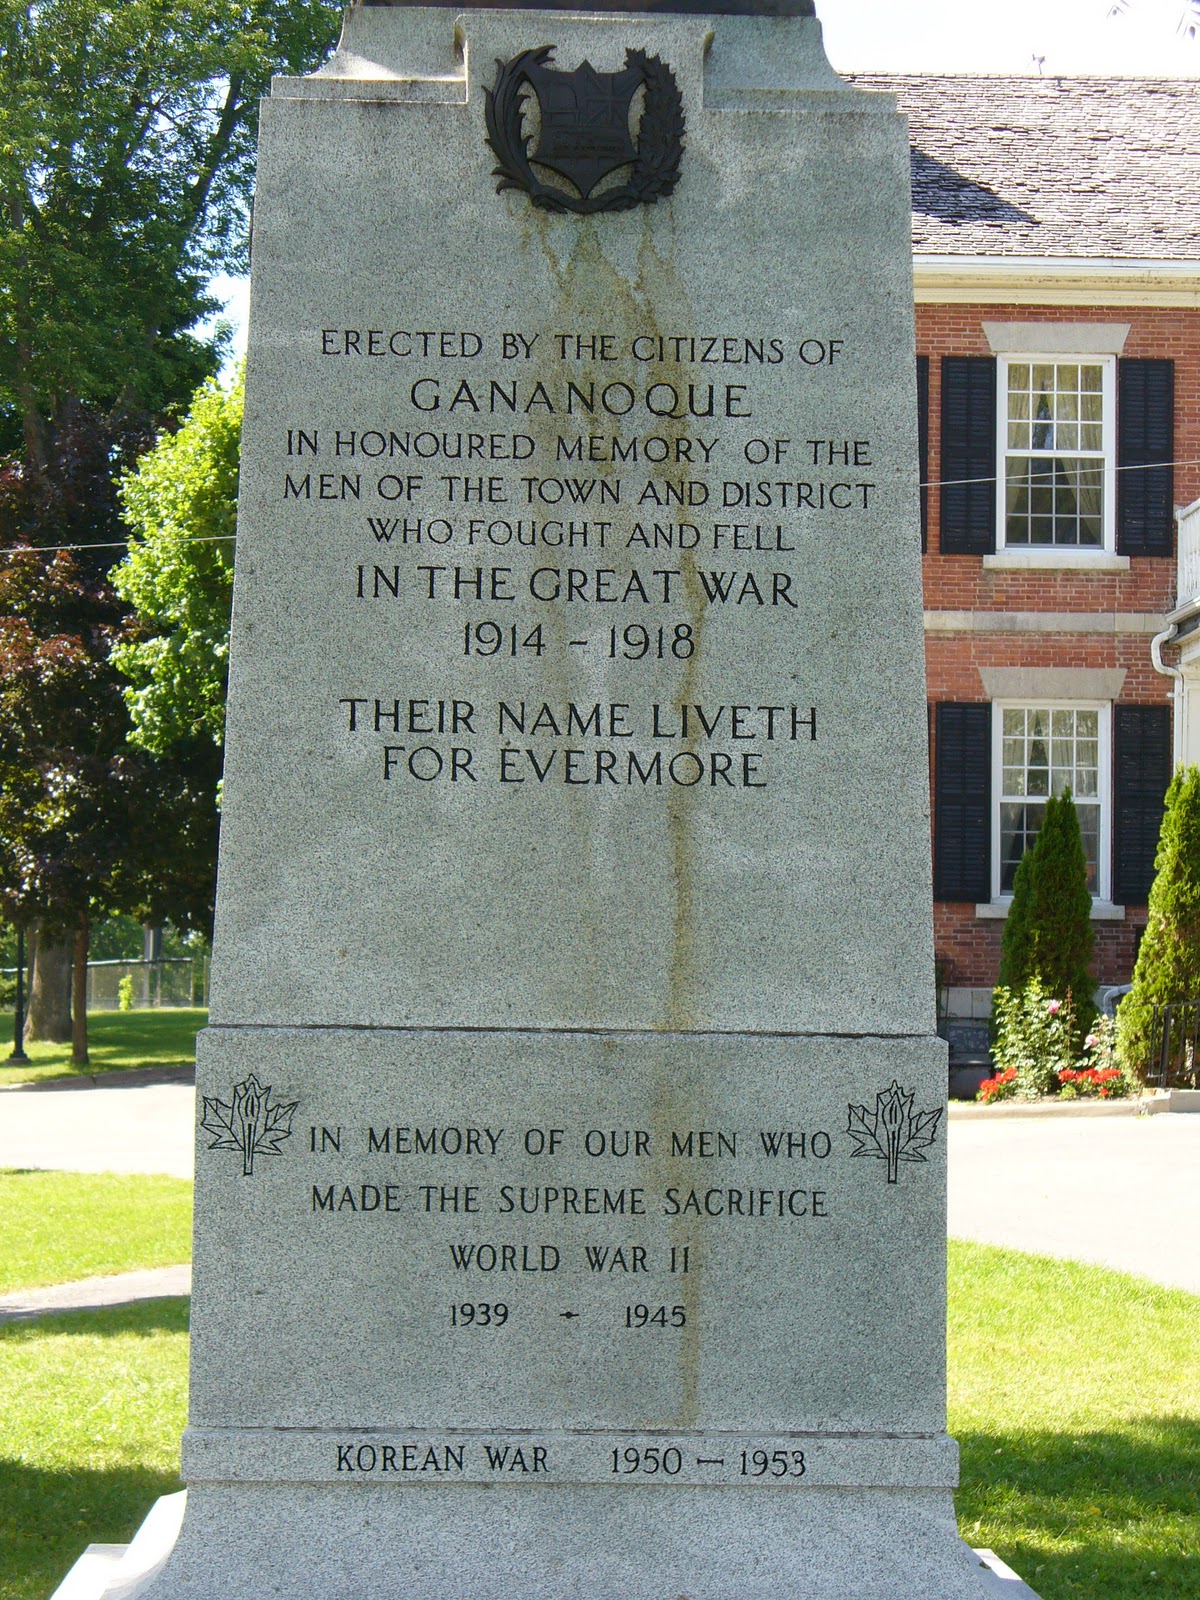 ERECTED BY THE CITIZENS OF
GANANOQUE
IN HONOURED MEMORY OF THE
MEN OF THE TOWN AND DISTRICT
WHO FOUGHT AND FELL
IN THE GREAT WAR
1914 - 1918
THEIR NAME LIVETH
FOR EVERMORE
IN MEMORY OF OUR MEN WHO
MADE THE SUPREME SACRIFICE
WORLD WAR II
1939 - 1945
KOREAN WAR 1950 — 1953